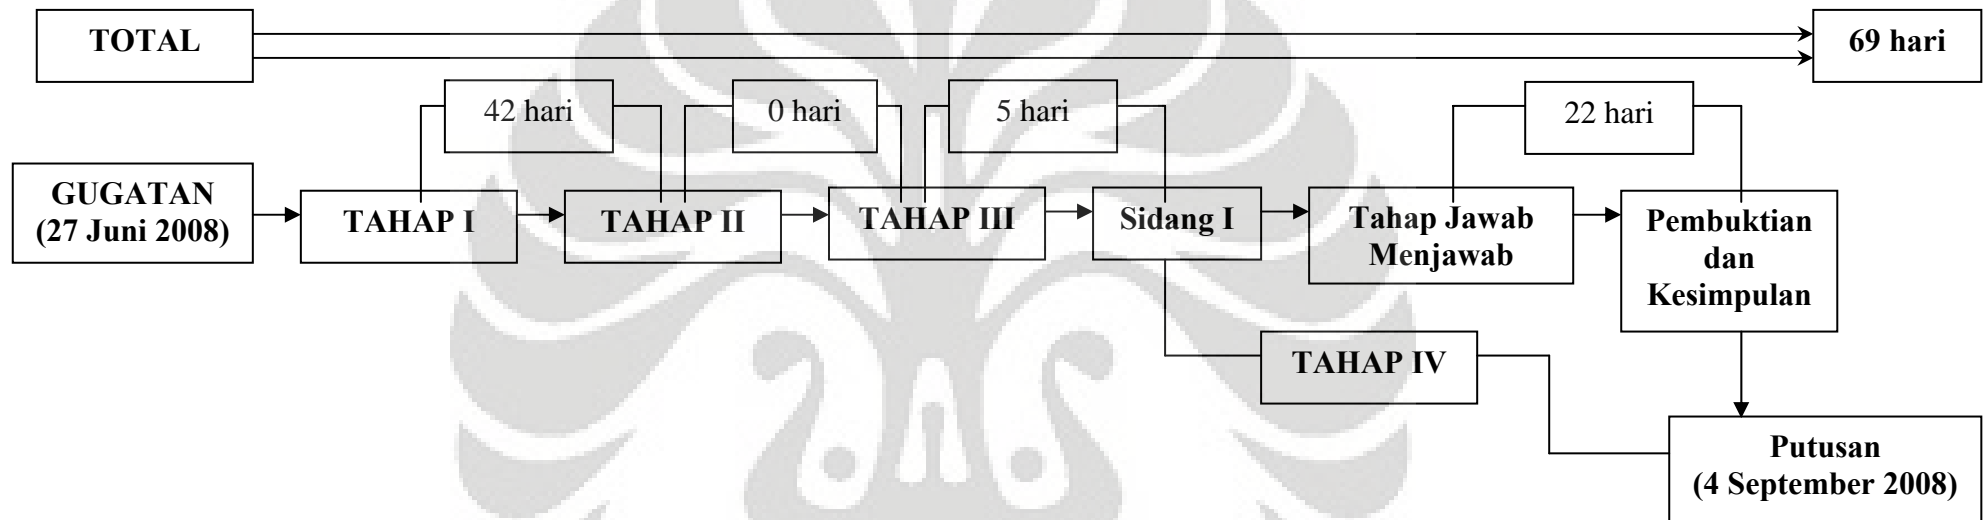 TOTAL
69 hari
42 hari
0 hari
5 hari
22 hari
GUGATAN
(27 Juni 2008)
TAHAP I
TAHAP II
TAHAP III
Sidang I
Tahap Jawab
Menjawab
Pembuktian
dan
Kesimpulan
TAHAP IV
Putusan
(4 September 2008)